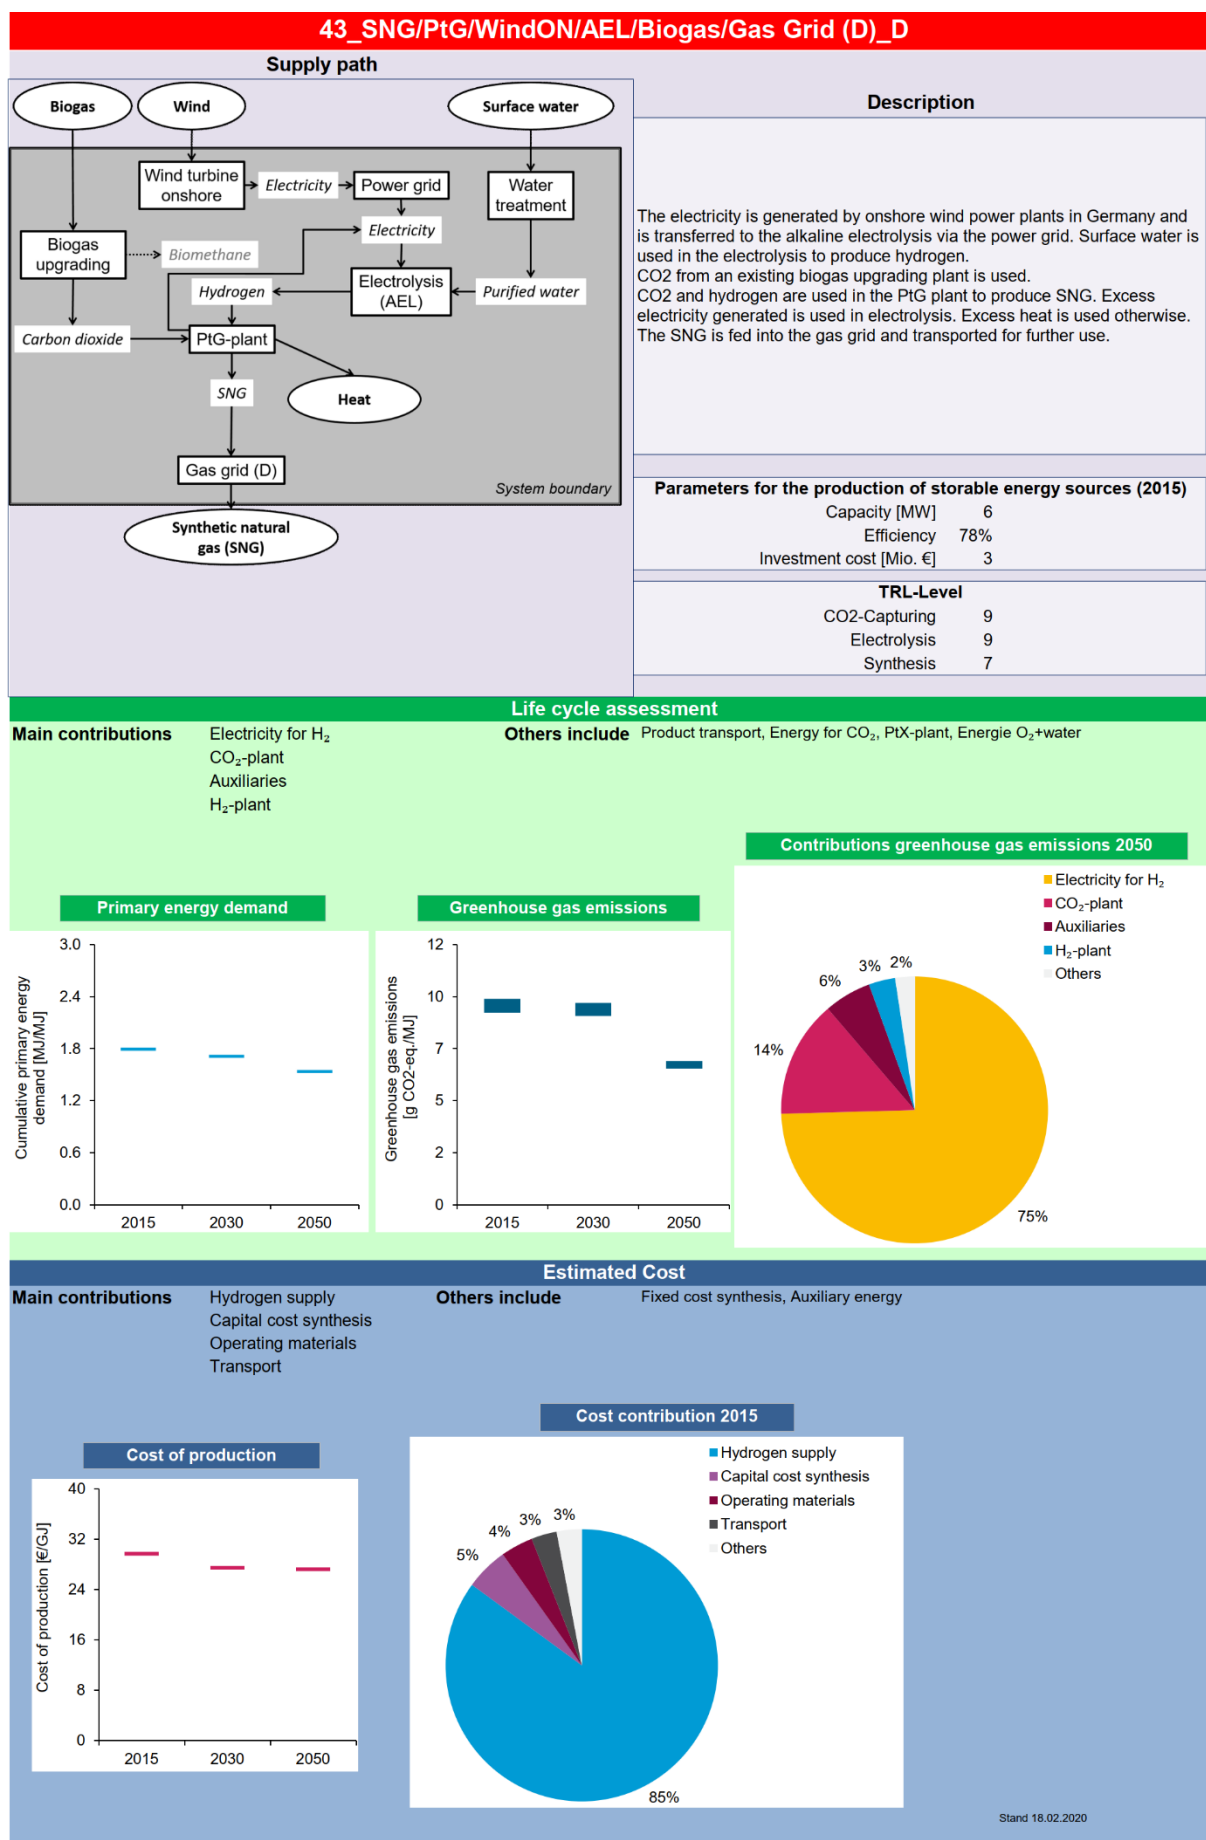 43_SNG/PtG/WindON/AEL/Biogas/Gas Grid (D)_D
Supply path
Biogas
Wind
Surface water
Wind turbine
onshore
Electricity
Power grid
Water
treatment
Electricity
Biogas
upgrading
Biomethane
Hydrogen
Electrolysis
(AEL)
Purified water
Carbon dioxide
PtG-plant
SNG
Heat
Gas grid (D)
System boundary
Synthetic natural
gas (SNG)
Description
The electricity is generated by onshore wind power plants in Germany and
is transferred to the alkaline electrolysis via the power grid. Surface water is
used in the electrolysis to produce hydrogen.
CO2 from an existing biogas upgrading plant is used.
CO2 and hydrogen are used in the PtG plant to produce SNG. Excess
electricity generated is used in electrolysis. Excess heat is used otherwise.
The SNG is fed into the gas grid and transported for further use.
Parameters for the production of storable energy sources (2015)
Capacity [MW] 6
Efficiency 78%
Investment cost [Mio. €] 3
TRL-Level
CO2-Capturing 9
Electrolysis 9
Synthesis 7
Life cycle assessment
Main contributions
Electricity for H₂
CO₂-plant
Auxiliaries
H₂-plant
Others include
Product transport, Energy for CO₂, PtX-plant, Energie O₂+water
Primary energy demand
Cumulative primary energy
demand [MJ/MJ]
3.0
2.4
1.8
1.2
0.6
0.0
2015 2030 2050
Greenhouse gas emissions
Greenhouse gas emissions
[g CO2-eq./MJ]
12
10
7
5
2
0
2015 2030 2050
Contributions greenhouse gas emissions 2050
Electricity for H₂
CO₂-plant
Auxiliaries
H₂-plant
Others
2%
3%
6%
14%
75%
Estimated Cost
Main contributions
Hydrogen supply
Capital cost synthesis
Operating materials
Transport
Others include
Fixed cost synthesis, Auxiliary energy
Cost of production
Cost of production [€/GJ]
40
32
24
16
8
0
2015 2030 2050
Cost contribution 2015
Hydrogen supply
Capital cost synthesis
Operating materials
Transport
Others
3%
3%
4%
5%
85%
Stand 18.02.2020